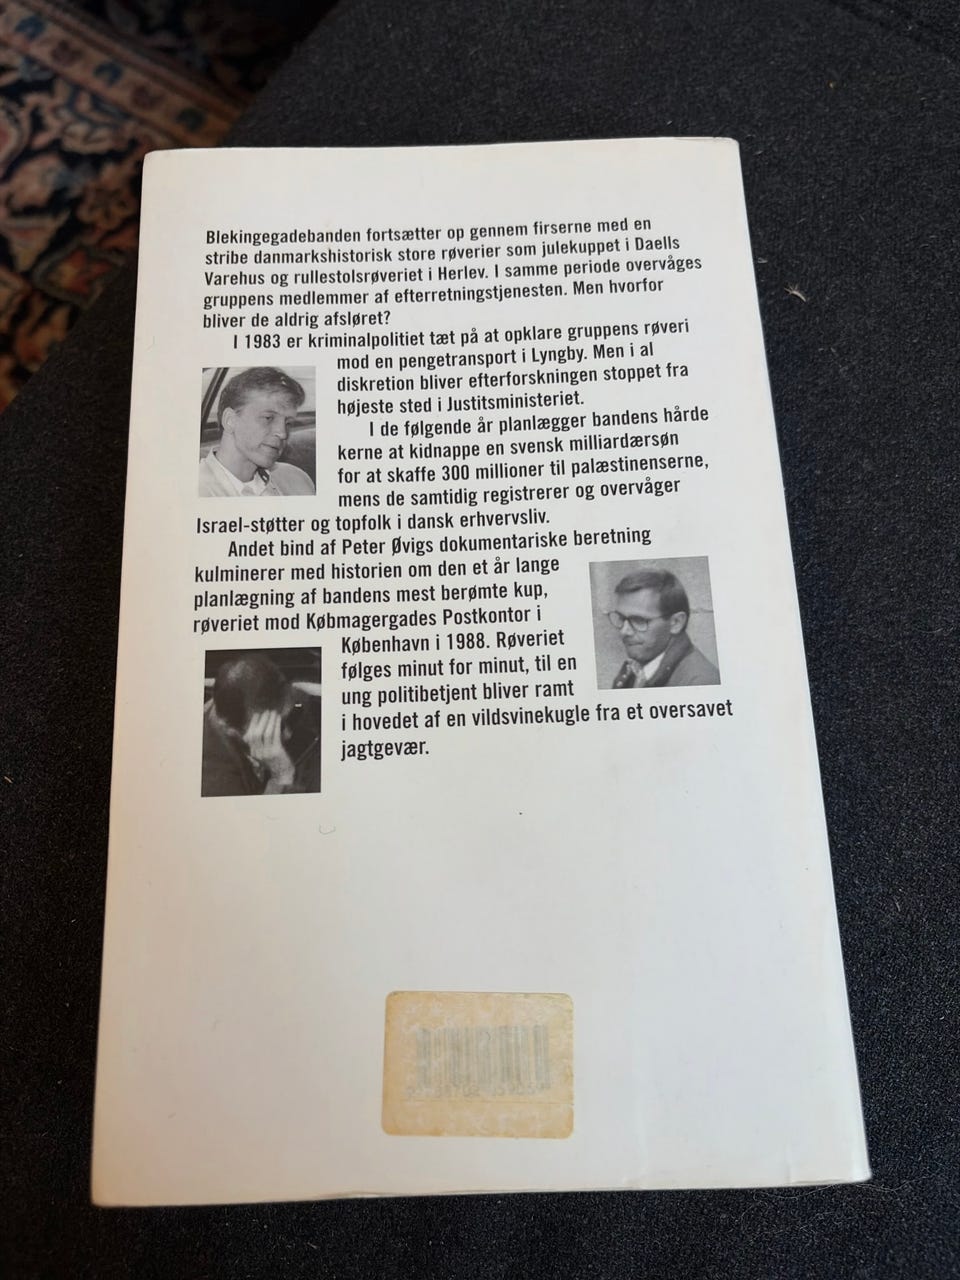 Blekingegadebanden fortsætter op gennem firserne med en
stribe danmarkshistorisk store røverier som julekuppet i Daells
Varehus og rullestolsrøveriet i Herlev. I samme periode overvåges
gruppens medlemmer af efterretningstjenesten. Men hvorfor
bliver de aldrig afsløret?
I 1983 er kriminalpolitiet tæt på at opklare gruppens røveri
mod en pengetransport i Lyngby. Men i al
diskretion bliver efterforskningen stoppet fra
højeste sted i Justitsministeriet.
I de følgende år planlægger bandens hårde
kerne at kidnappe en svensk milliardærsøn
for at skaffe 300 millioner til palæstinenserne,
mens de samtidig registrerer og overvåger
Israel-støtter og topfolk i dansk erhvervsliv.
Andet bind af Peter Øvigs dokumentariske beretning
kulminerer med historien om den et år lange
planlægning af bandens mest berømte kup,
røveriet mod Købmagergades Postkontor i
København i 1988. Røveriet
følges minut for minut, til en
ung politibetjent bliver ramt
i hovedet af en vildsvinekugle fra et oversavet
jagtgevær.